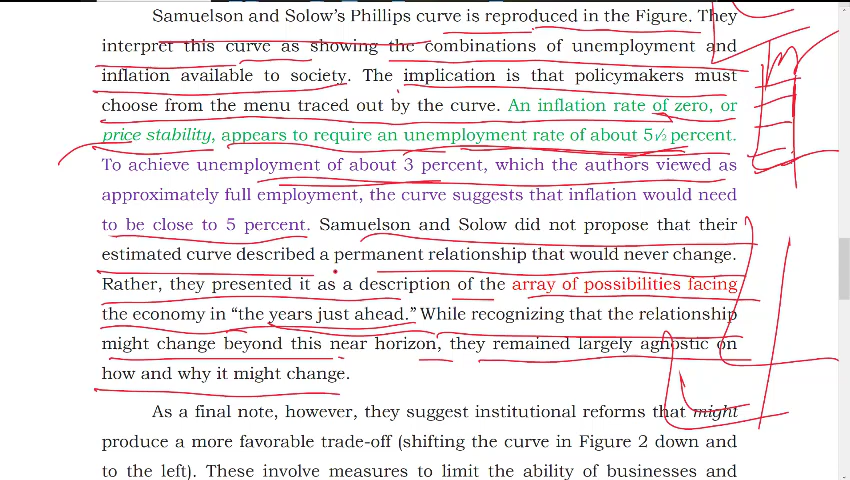 Samuelson and Solow's Phillips curve is reproduced in the Figure. They
interpret this curve as showing the combinations of unemployment and
inflation available to society. The implication is that policymakers must
choose from the menu traced out by the curve. An inflation rate of zero, or
price stability, appears to require an unemployment rate of about 5½ percent.
To achieve unemployment of about 3 percent, which the authors viewed as
approximately full employment, the curve suggests that inflation would need
to be close to 5 percent. Samuelson and Solow did not propose that their
estimated curve described a permanent relationship that would never change.
Rather, they presented it as a description of the array of possibilities facing
the economy in “the years just ahead.” While recognizing that the relationship
might change beyond this near horizon, they remained largely agnostic on
how and why it might change.
As a final note, however, they suggest institutional reforms that might
produce a more favorable trade-off (shifting the curve in Figure 2 down and
to the left). These involve measures to limit the ability of businesses and